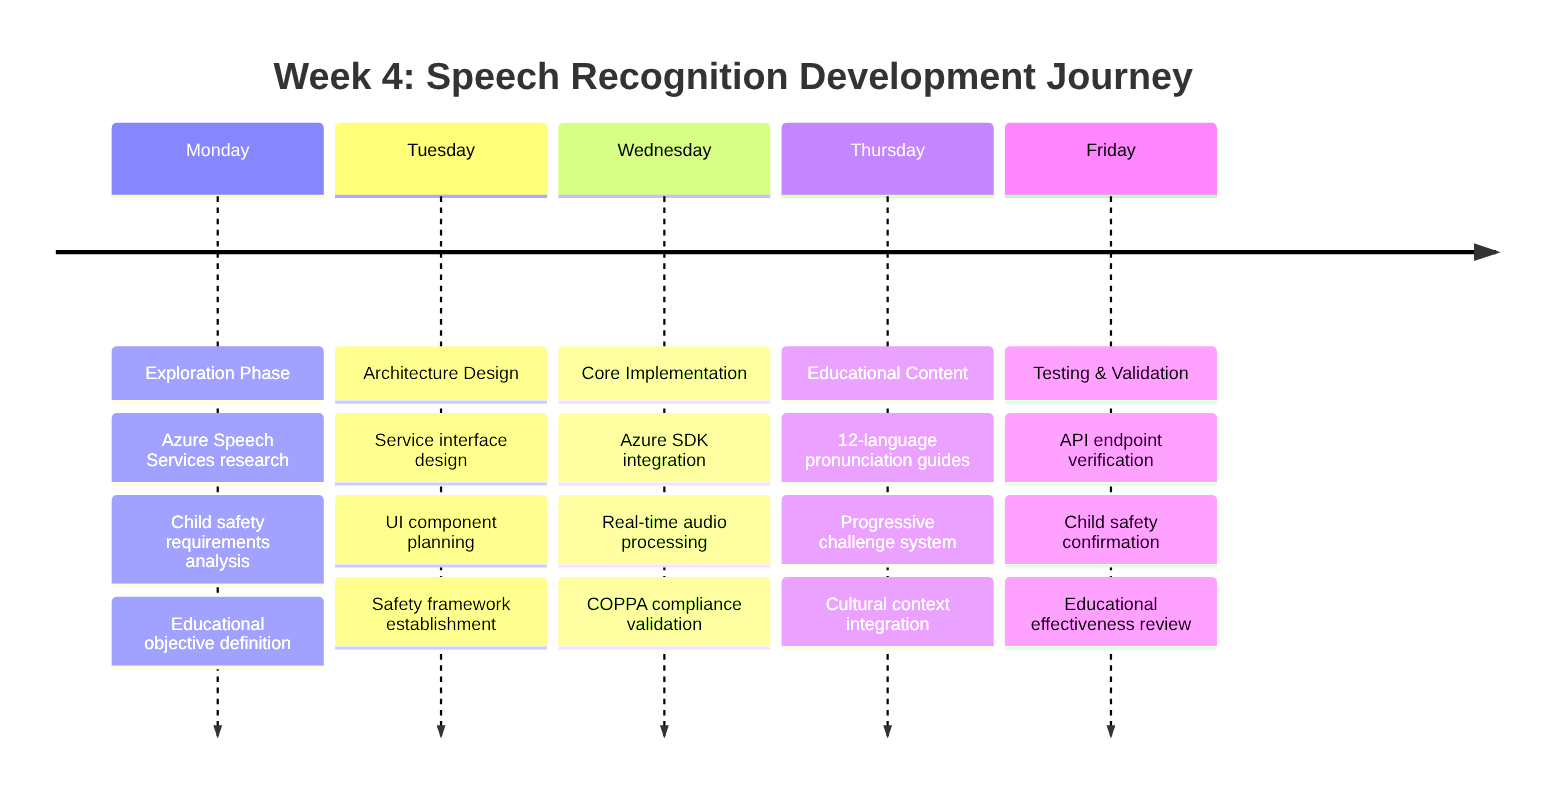 Week 4: Speech Recognition Development Journey
Monday
Tuesday
Wednesday
Thursday
Friday
Exploration Phase
Azure Speech
Services research
Child safety
requirements
analysis
Educational
objective definition
Architecture Design
Service interface
design
UI component
planning
Safety framework
establishment
Core Implementation
Azure SDK
integration
Real-time audio
processing
COPPA compliance
validation
Educational Content
12-language
pronunciation guides
Progressive
challenge system
Cultural context
integration
Testing & Validation
API endpoint
verification
Child safety
confirmation
Educational
effectiveness review